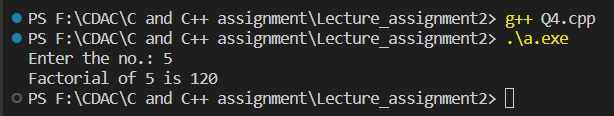 PS F:\CDAC\C and C++ assignment\Lecture_assignment2> g++ Q4.cpp
PS F:\CDAC\C and C++ assignment\Lecture_assignment2> .\a.exe
Enter the no.: 5
Factorial of 5 is 120
PS F:\CDAC\C and C++ assignment\Lecture_assignment2>